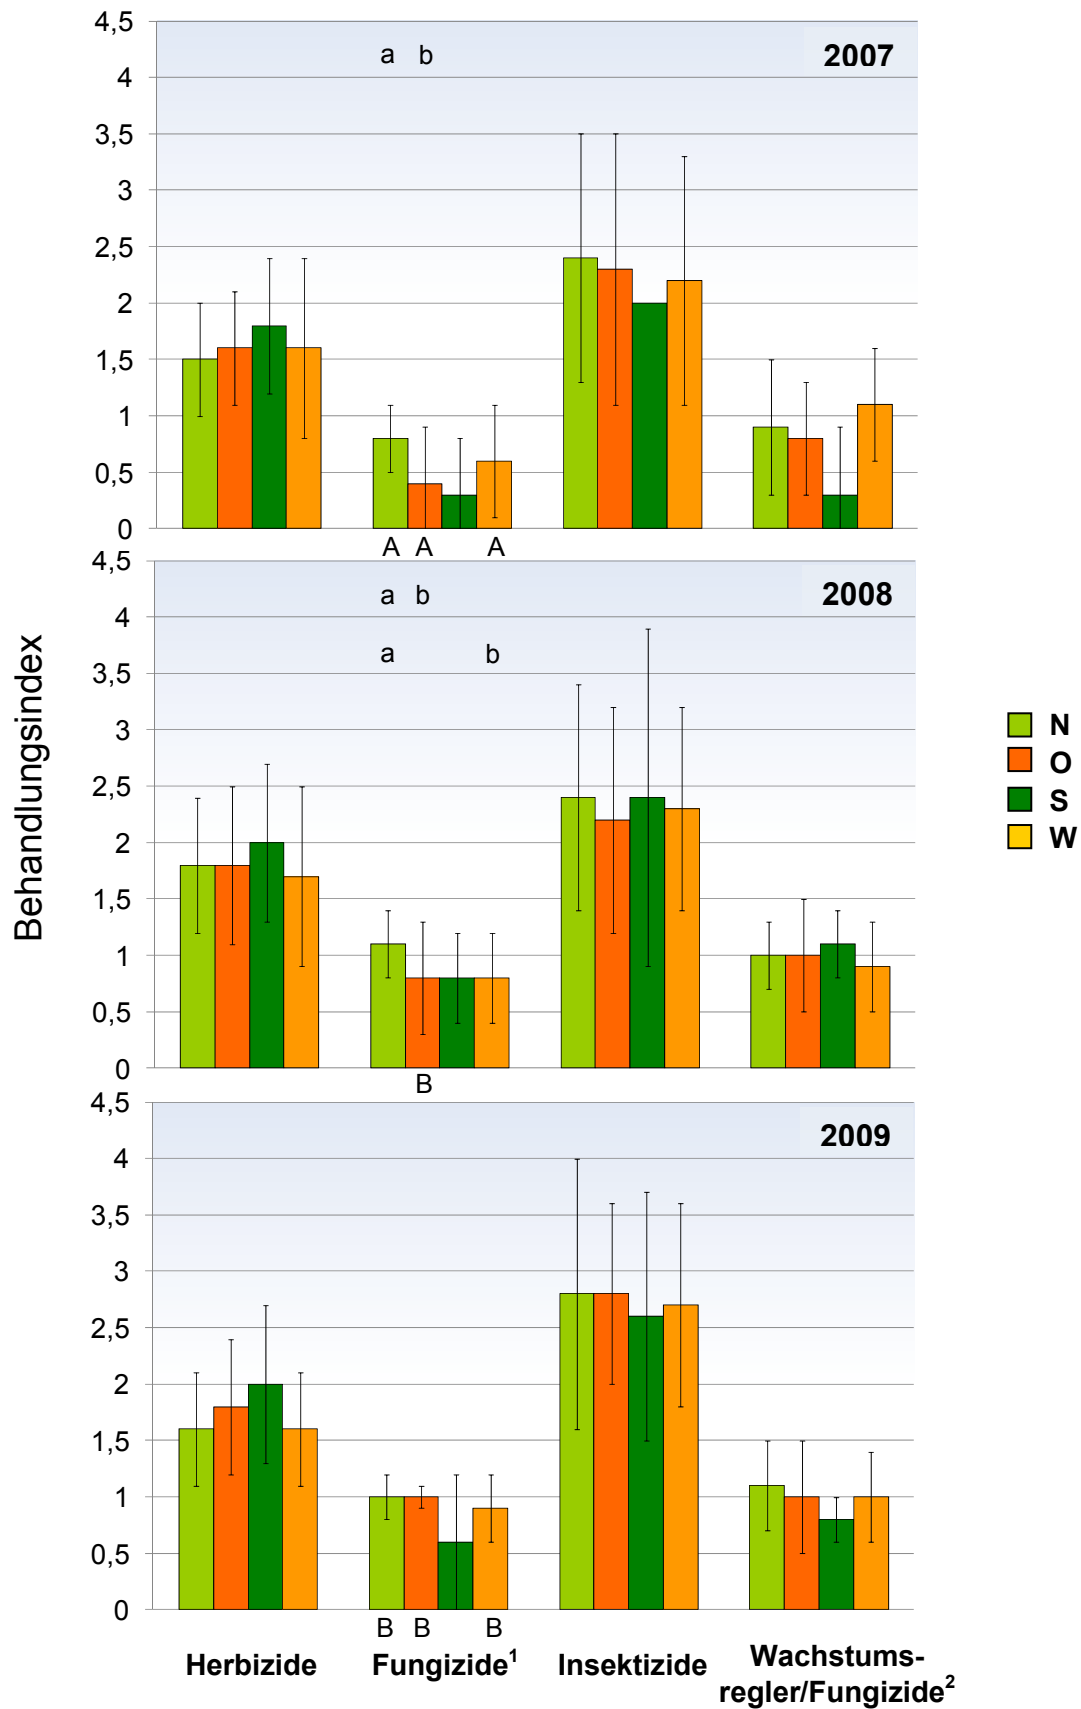 Behandlungsindex
4,5
4
3,5
3
2,5
2
1,5
1
0,5
0
a b
2007
A A A
4,5
4
3,5
3
2,5
2
1,5
1
0,5
0
a b
2008
a b
B
4,5
4
3,5
3
2,5
2
1,5
1
0,5
0
2009
B B B
Herbizide
Fungizide¹
Insektizide
Wachstums-
regler/Fungizide²
N
O
S
W